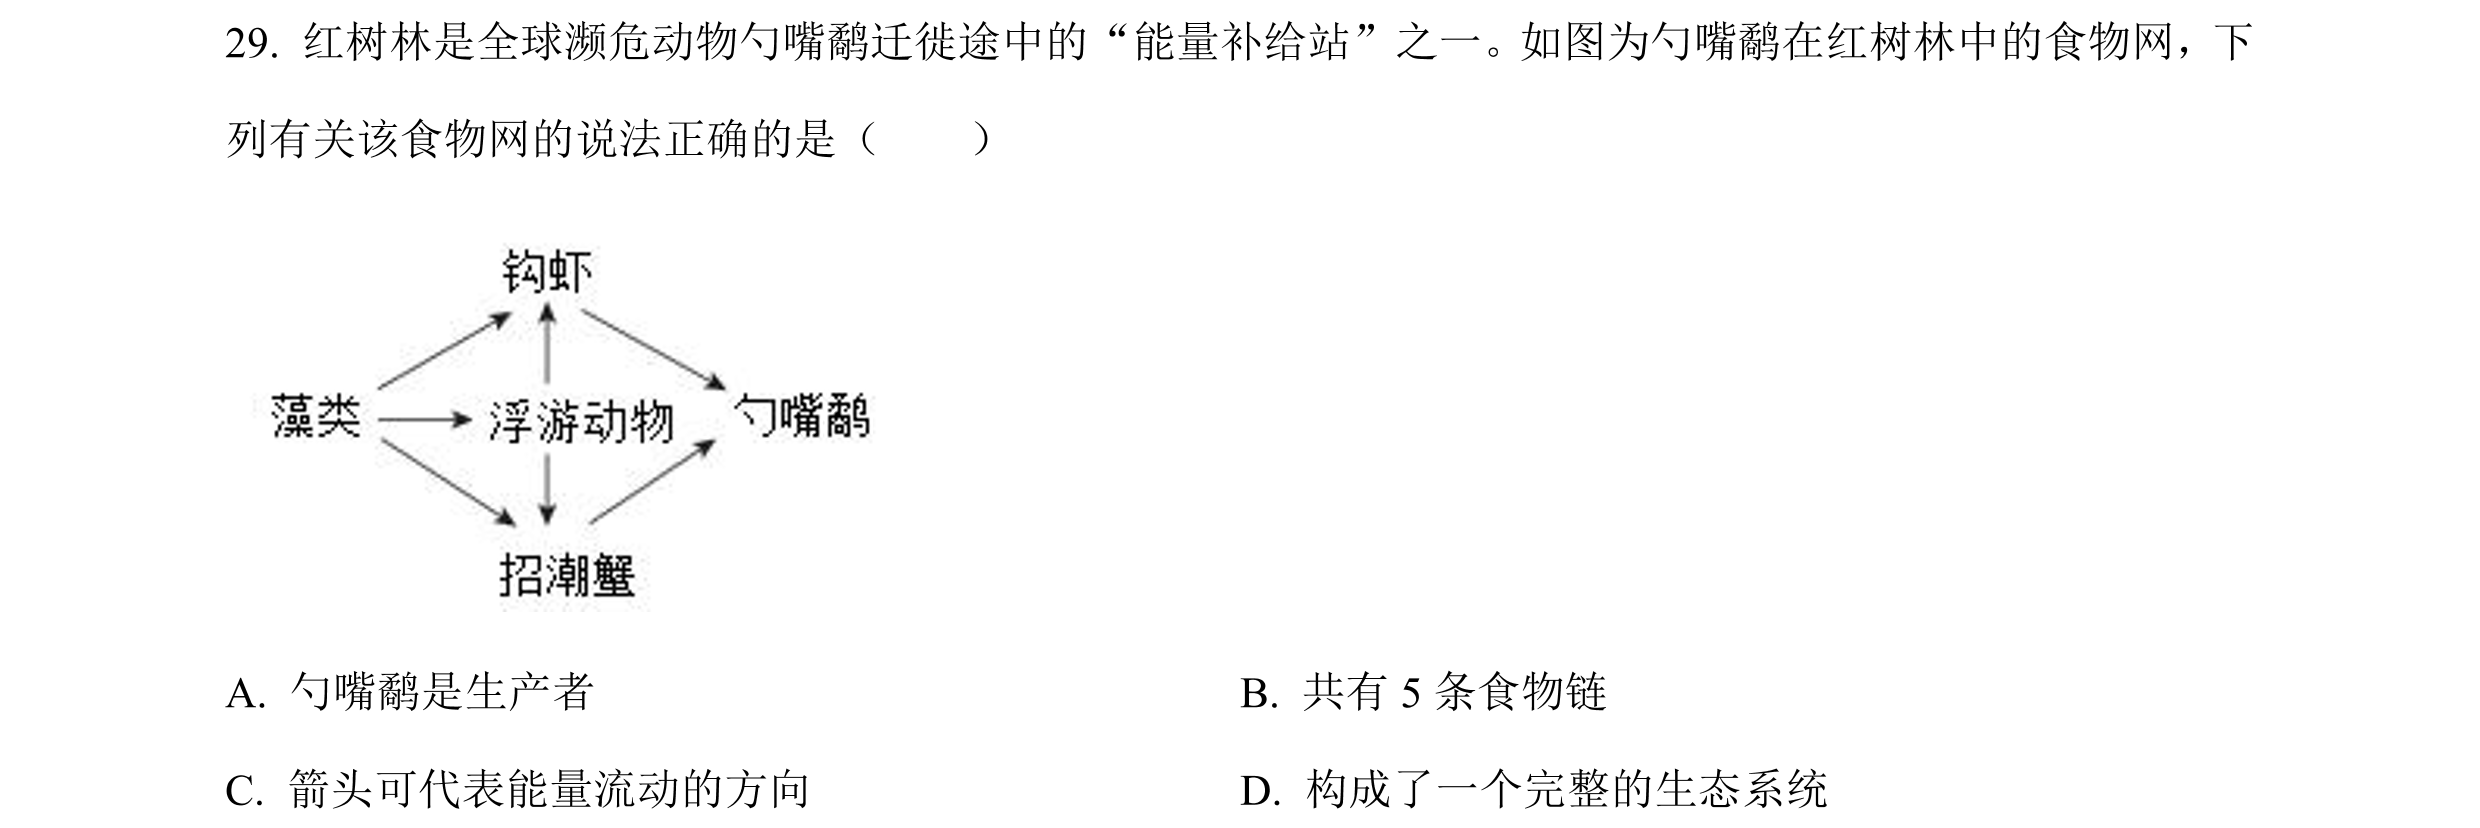 29. 红树林是全球濒危动物勺嘴鹬迁徙途中的“能量补给站”之一。如图为勺嘴鹬在红树林中的食物网，下
列有关该食物网的说法正确的是（　　）
钩虾
藻类 浮游动物 勺嘴鹬
招潮蟹
A. 勺嘴鹬是生产者 B. 共有 5 条食物链
C. 箭头可代表能量流动的方向 D. 构成了一个完整的生态系统